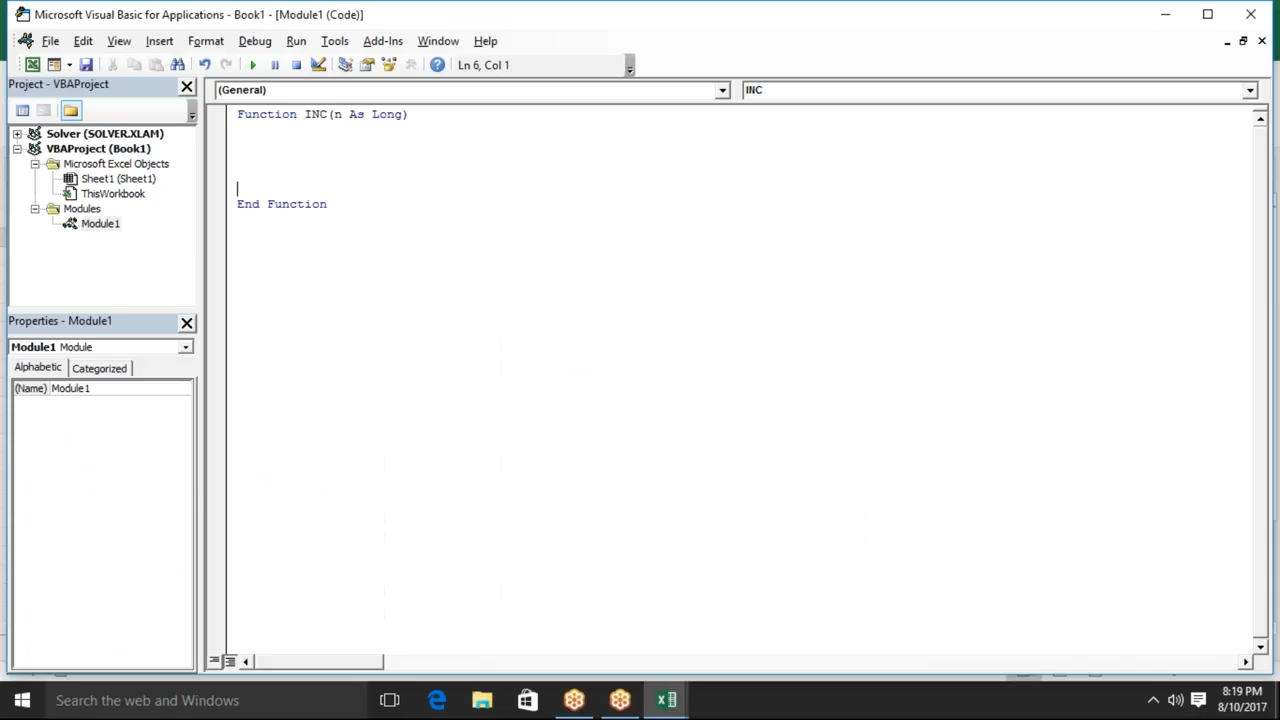 Microsoft Visual Basic for Applications - Book1 - [Module1 (Code)]
File Edit View Insert Format Debug Run Tools Add-Ins Window Help
Ln 6, Col 1
Project - VBAProject
(General)
INC
Solver (SOLVER.XLAM)
VBAProject (Book1)
Microsoft Excel Objects
Sheet1 (Sheet1)
ThisWorkbook
Modules
Module1
Function INC(n As Long)
End Function
Properties - Module1
Module1 Module
Alphabetic Categorized
(Name) Module1
Search the web and Windows
8:19 PM
8/10/2017